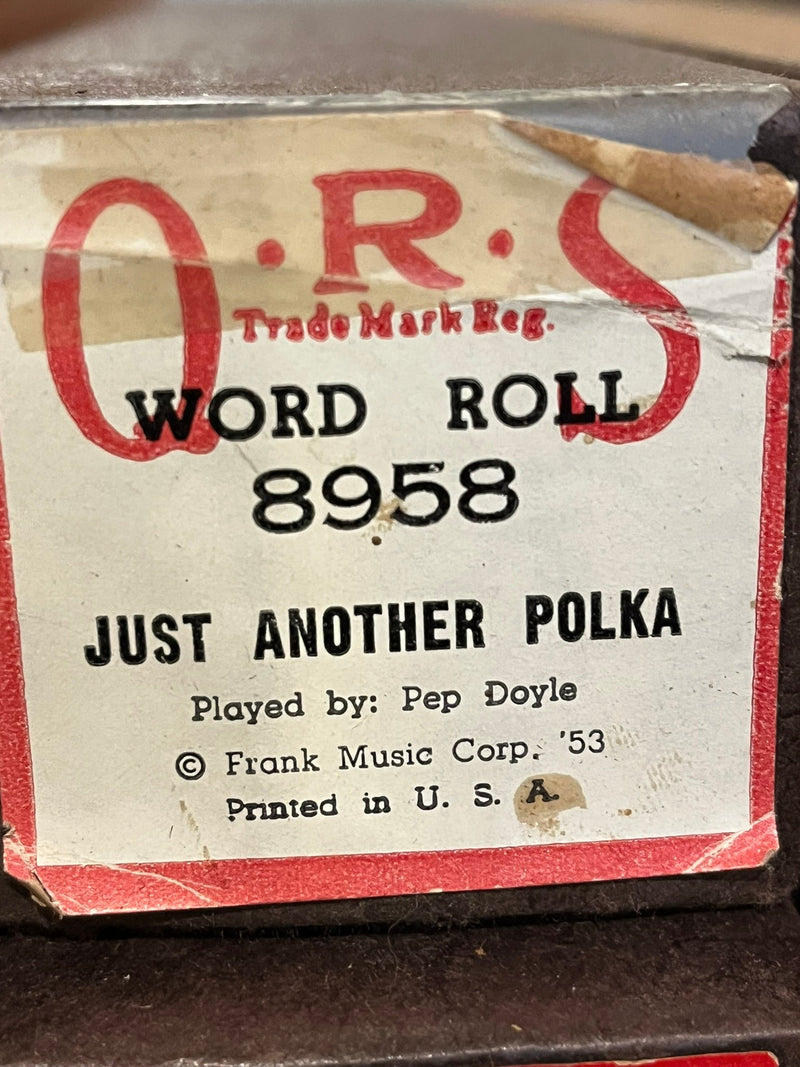 Q·R·S
Trade Mark Reg.
WORD ROLL
8958
JUST ANOTHER POLKA
Played by: Pep Doyle
© Frank Music Corp. '53
Printed in U. S. A.